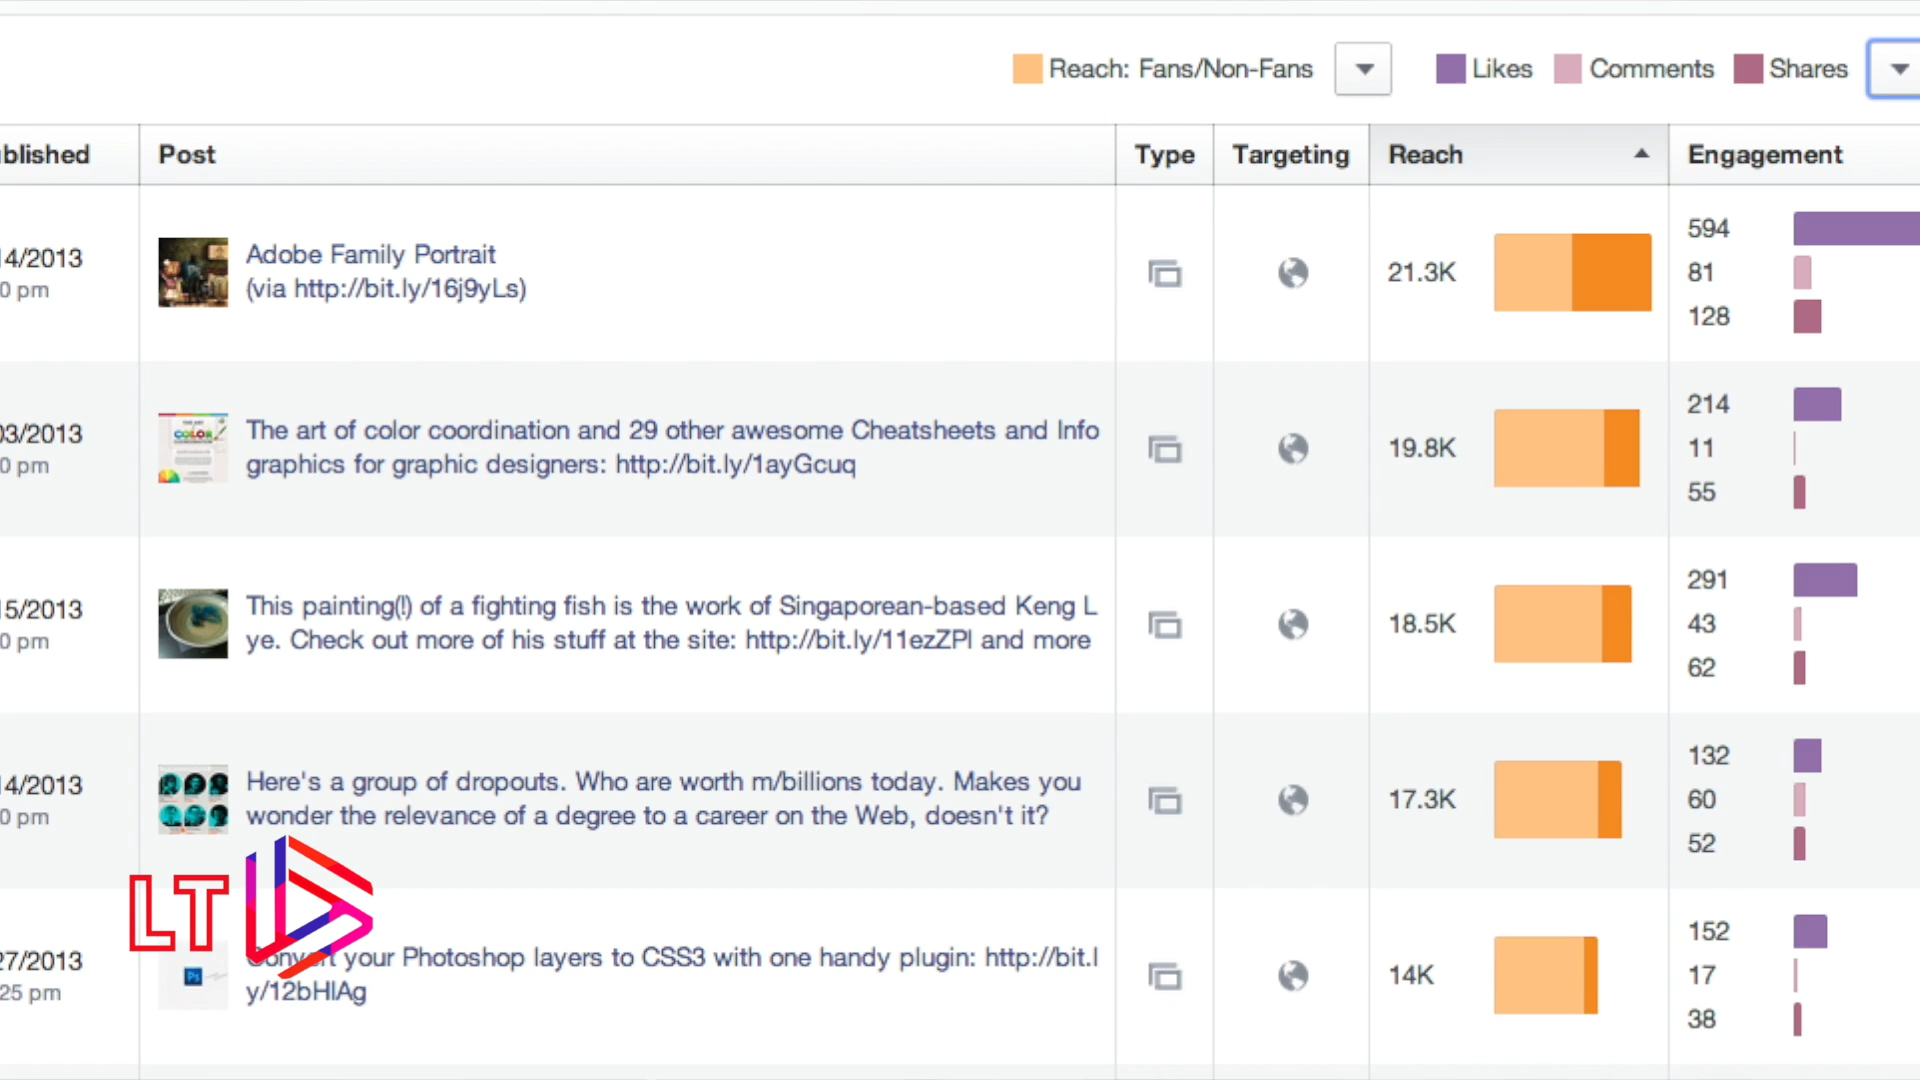 Reach: Fans/Non-Fans Likes Comments Shares
blished Post Type Targeting Reach Engagement
14/2013
0 pm
Adobe Family Portrait
(via http://bit.ly/16j9yLs)
21.3K
594
81
128
03/2013
0 pm
The art of color coordination and 29 other awesome Cheatsheets and Info
graphics for graphic designers: http://bit.ly/1ayGcuq
19.8K
214
11
55
15/2013
0 pm
This painting(!) of a fighting fish is the work of Singaporean-based Keng L
ye. Check out more of his stuff at the site: http://bit.ly/11ezZPl and more
18.5K
291
43
62
14/2013
0 pm
Here's a group of dropouts. Who are worth m/billions today. Makes you
wonder the relevance of a degree to a career on the Web, doesn't it?
17.3K
132
60
52
LT
27/2013
25 pm
Convert your Photoshop layers to CSS3 with one handy plugin: http://bit.l
y/12bHlAg
14K
152
17
38